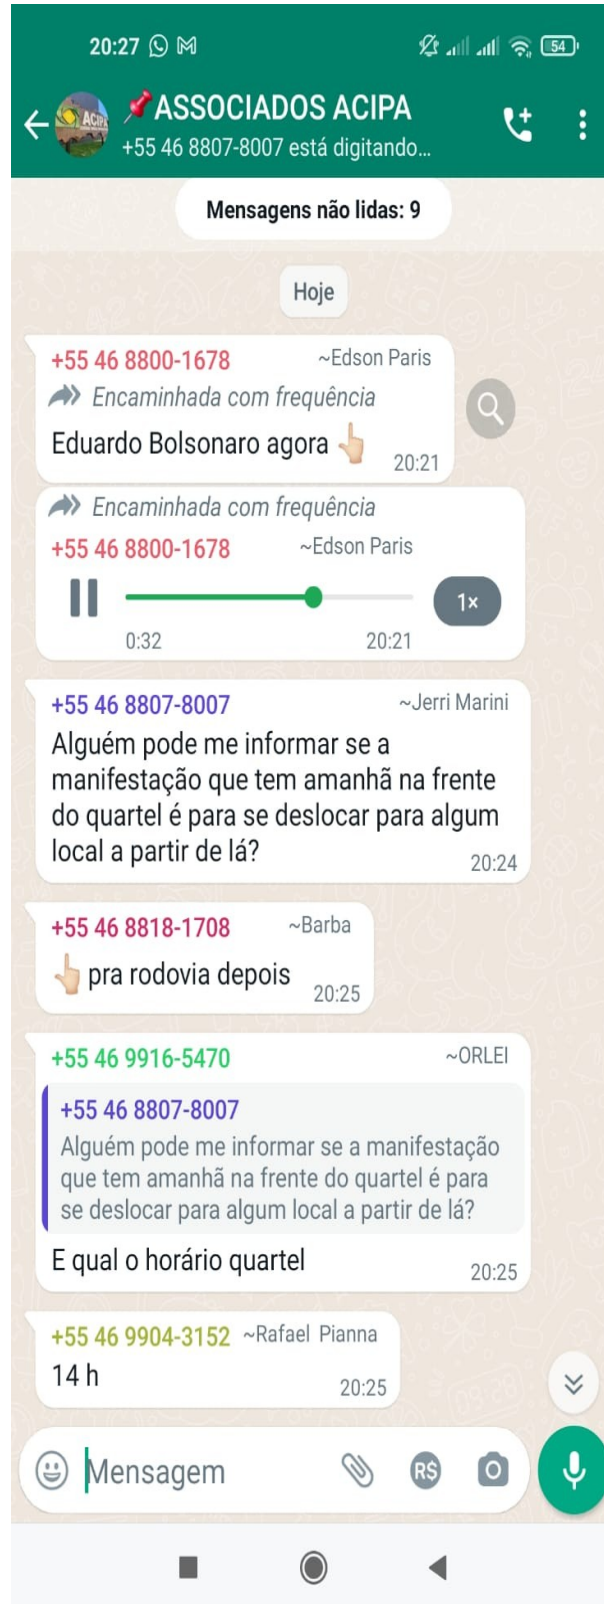 20:27
54
ACIPA
📌ASSOCIADOS ACIPA
+55 46 8807-8007 está digitando...
Mensagens não lidas: 9
Hoje
+55 46 8800-1678 ~Edson Paris
Encaminhada com frequência
Eduardo Bolsonaro agora 👆🏻
20:21
Encaminhada com frequência
+55 46 8800-1678 ~Edson Paris
1×
0:32 20:21
+55 46 8807-8007 ~Jerri Marini
Alguém pode me informar se a
manifestação que tem amanhã na frente
do quartel é para se deslocar para algum
local a partir de lá?
20:24
+55 46 8818-1708 ~Barba
👆🏻 pra rodovia depois
20:25
+55 46 9916-5470 ~ORLEI
+55 46 8807-8007
Alguém pode me informar se a manifestação
que tem amanhã na frente do quartel é para
se deslocar para algum local a partir de lá?
E qual o horário quartel
20:25
+55 46 9904-3152 ~Rafael Pianna
14 h
20:25
Mensagem
R$